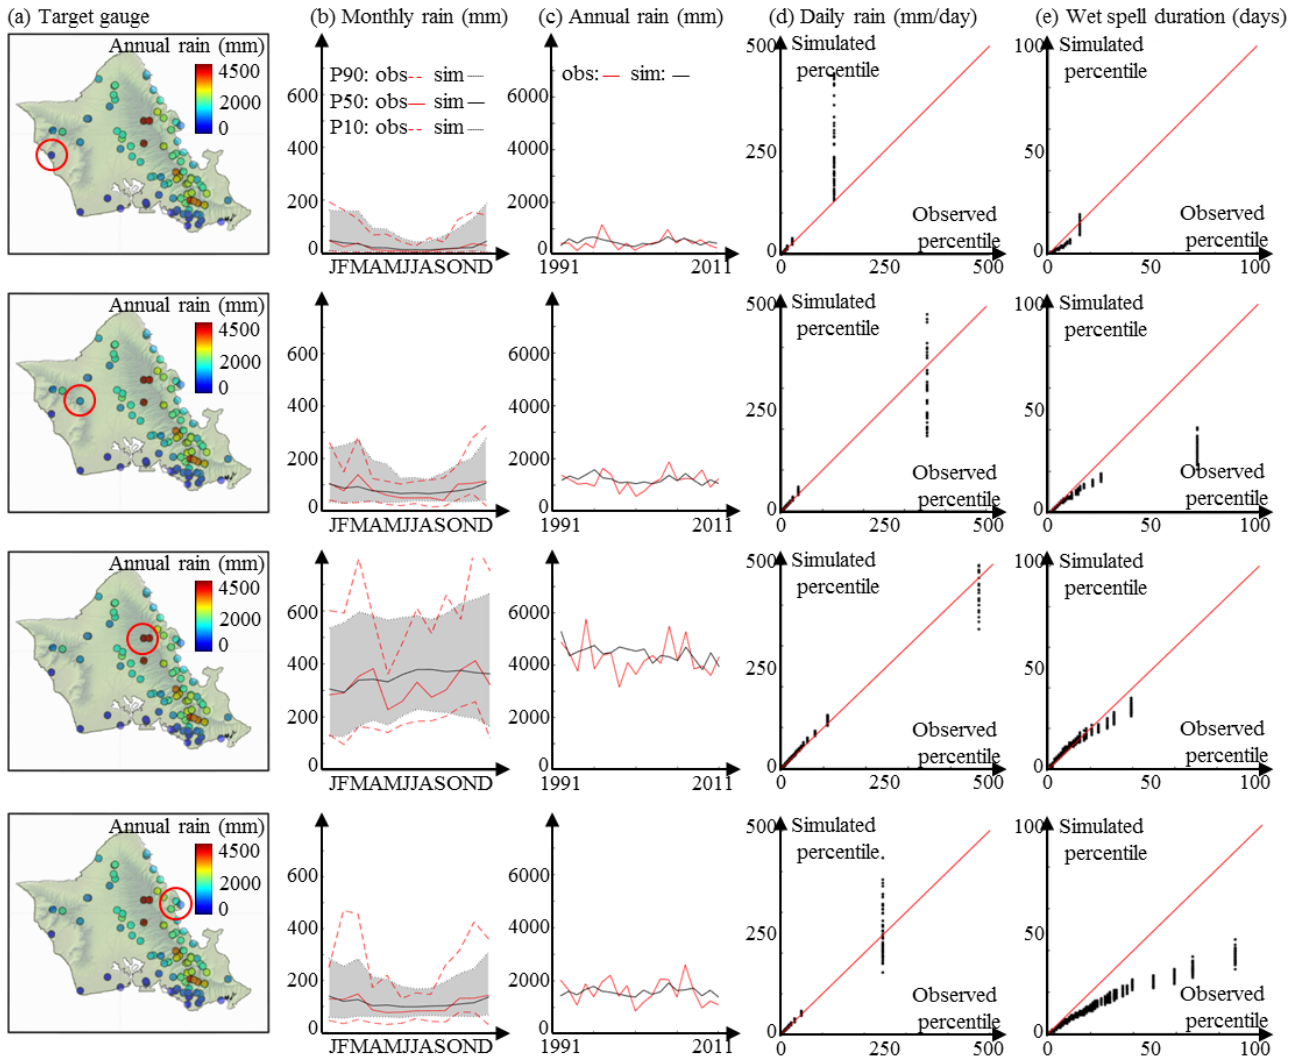 (a) Target gauge (b) Monthly rain (mm) (c) Annual rain (mm) (d) Daily rain (mm/day) (e) Wet spell duration (days)
Annual rain (mm)
4500
2000
0
P90: obs sim
P50: obs sim
P10: obs sim
600
400
200
0
JFMAMJJASOND
obs: sim:
6000
4000
2000
0
1991 2011
500
Simulated
percentile
250
Observed
percentile
0
0 250 500
100
Simulated
percentile
50
Observed
percentile
0
0 50 100
Annual rain (mm)
4500
2000
0
600
400
200
0
JFMAMJJASOND
6000
4000
2000
0
1991 2011
500
Simulated
percentile
250
Observed
percentile
0
0 250 500
100
Simulated
percentile
50
Observed
percentile
0
0 50 100
Annual rain (mm)
4500
2000
0
600
400
200
0
JFMAMJJASOND
6000
4000
2000
0
1991 2011
500
Simulated
percentile
250
Observed
percentile
0
0 250 500
100
Simulated
percentile
50
Observed
percentile
0
0 50 100
Annual rain (mm)
4500
2000
0
600
400
200
0
JFMAMJJASOND
6000
4000
2000
0
1991 2011
500
Simulated
percentile
250
Observed
percentile
0
0 250 500
100
Simulated
percentile
50
Observed
percentile
0
0 50 100